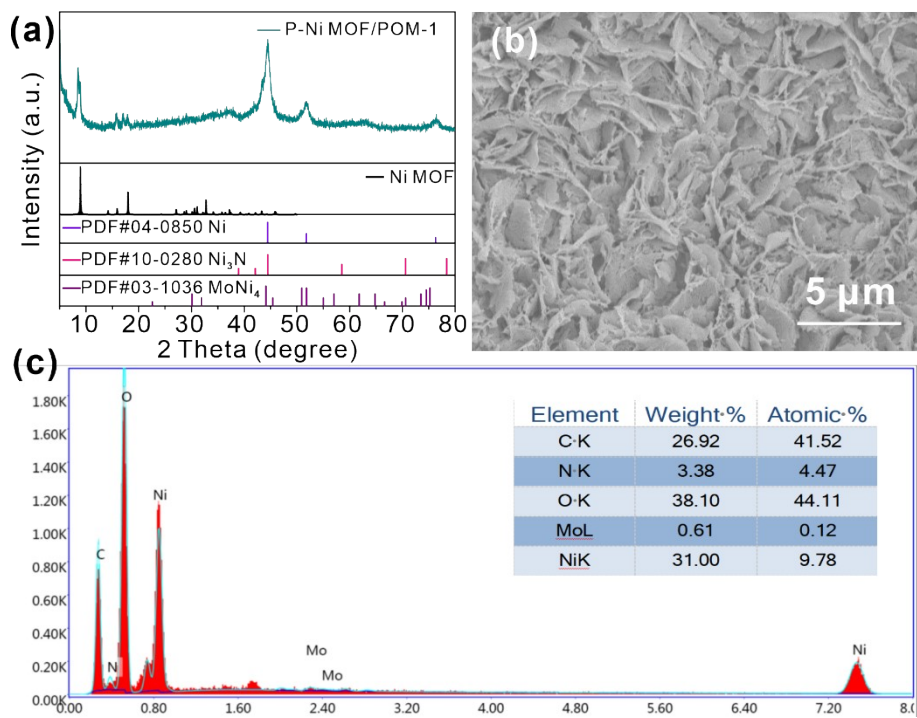 (a)
P-Ni MOF/POM-1
Ni MOF
PDF#04-0850 Ni
PDF#10-0280 Ni₃N
PDF#03-1036 MoNi₄
Intensity (a.u.)
10 20 30 40 50 60 70 80
2 Theta (degree)
(b)
5 μm
(c)
1.80K
1.60K
1.40K
1.20K
1.00K
0.80K
0.60K
0.40K
0.20K
0.00K
C
N
O
Ni
Mo
Mo
Ni
0.00 0.80 1.60 2.40 3.20 4.00 4.80 5.60 6.40 7.20 8.0
Element Weight·% Atomic·%
C·K 26.92 41.52
N·K 3.38 4.47
O·K 38.10 44.11
MoL 0.61 0.12
NiK 31.00 9.78